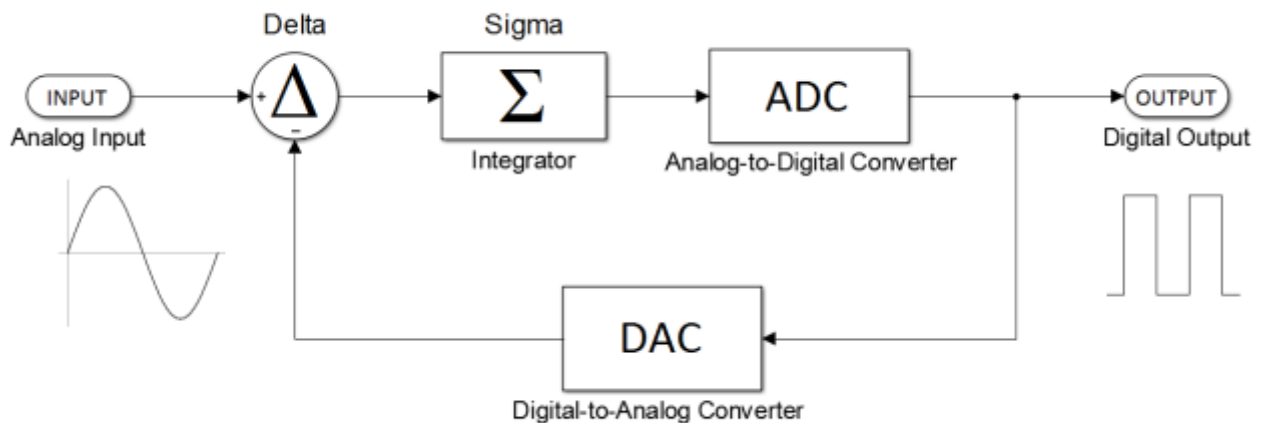 Delta
Sigma
INPUT
+
Δ
−
Σ
ADC
OUTPUT
Analog Input
Integrator
Analog-to-Digital Converter
Digital Output
DAC
Digital-to-Analog Converter